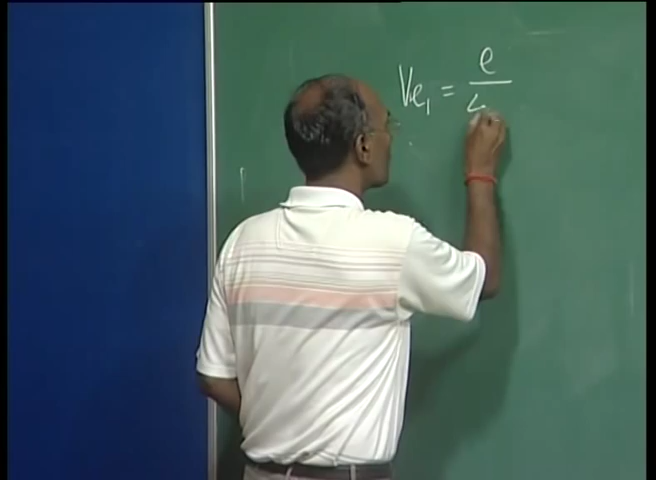 Ve₁ = e /